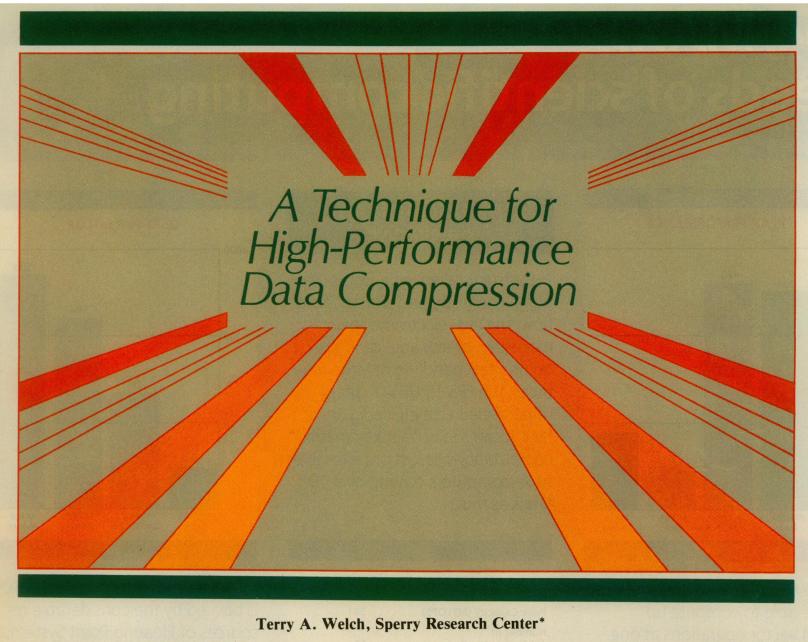 A Technique for
High-Performance
Data Compression
Terry A. Welch, Sperry Research Center*